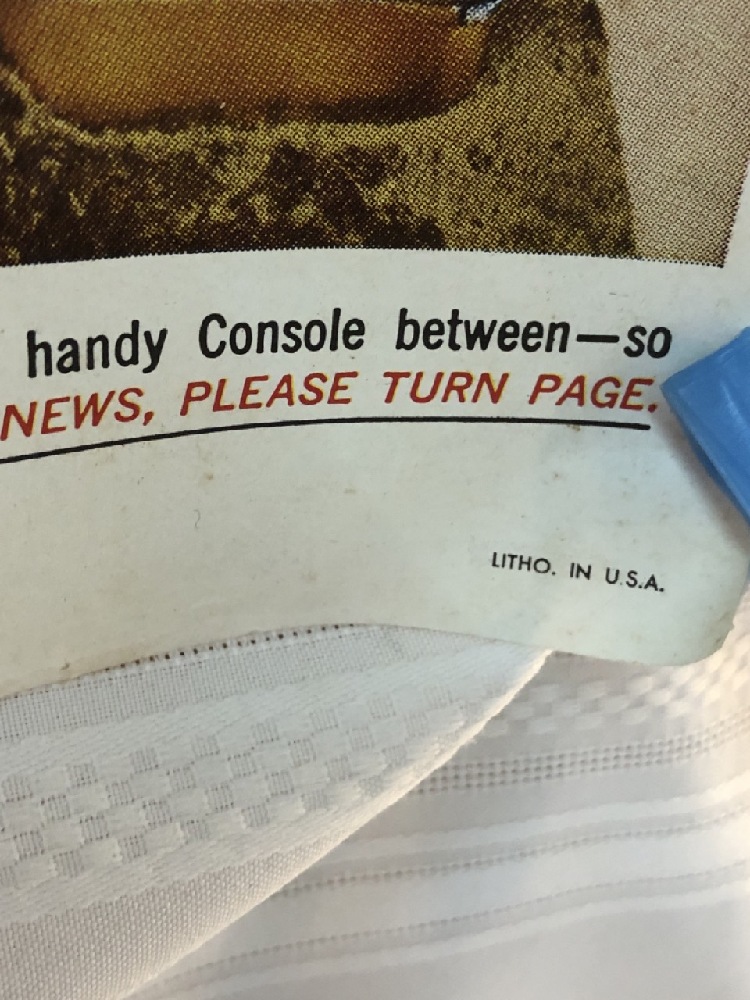 handy Console between—so
NEWS, PLEASE TURN PAGE.
LITHO. IN U.S.A.